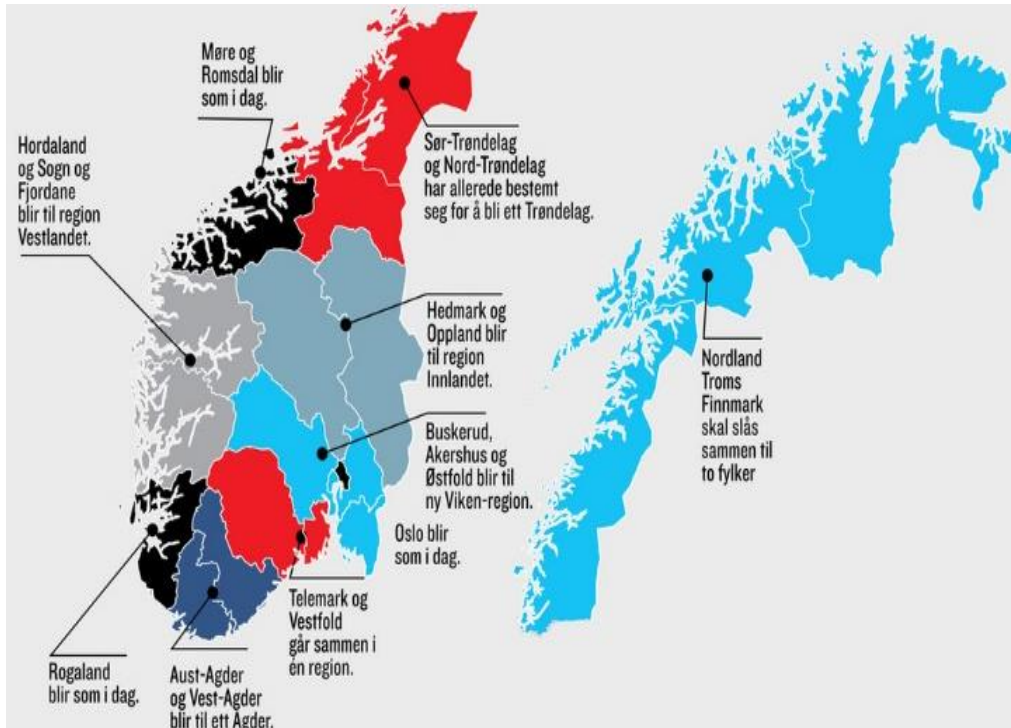 Møre og
Romsdal blir
som i dag.
Sør-Trøndelag
og Nord-Trøndelag
har allerede bestemt
seg for å bli ett Trøndelag.
Hordaland
og Sogn og
Fjordane
blir til region
Vestlandet.
Hedmark og
Oppland blir
til region
Innlandet.
Nordland
Troms
Finnmark
skal slås
sammen til
to fylker
Buskerud,
Akershus og
Østfold blir til
ny Viken-region.
Oslo blir
som i dag.
Telemark og
Vestfold
går sammen i
én region.
Rogaland
blir som i dag.
Aust-Agder
og Vest-Agder
blir til ett Agder.